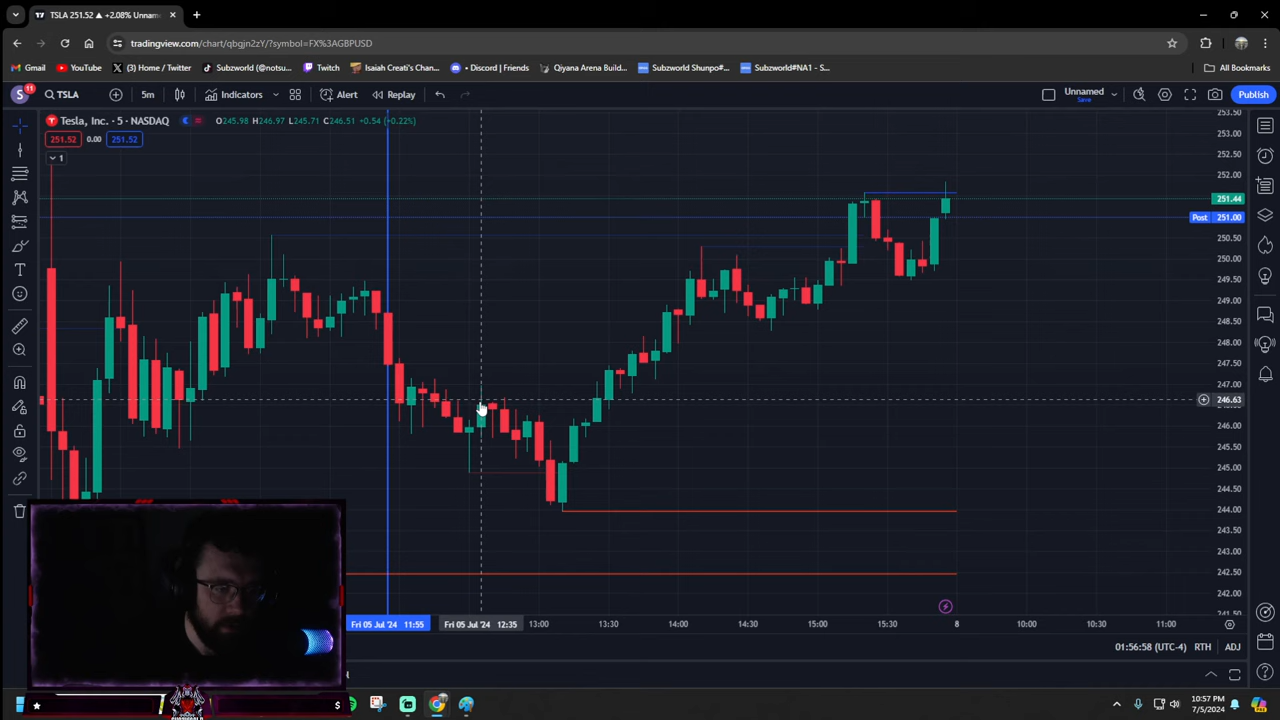 TSLA 251.52 ▲ +2.08% Unnam
tradingview.com/chart/qbgjn2zY/?symbol=FX%3AGBPUSD
Gmail
YouTube
(3) Home / Twitter
Subzworld (@notsu...
Twitch
Isaiah Creati's Chan...
Discord | Friends
Qiyana Arena Build...
Subzworld Shunpo#...
Subzworld#NA1 - S...
All Bookmarks
S
11
TSLA
5m
Indicators
Alert
Replay
Unnamed
Save
Publish
Tesla, Inc. · 5 · NASDAQ
O245.98 H246.97 L245.71 C246.51 +0.54 (+0.22%)
251.52
0.00
251.52
1
253.50
253.00
252.50
252.00
251.44
Post 251.00
250.50
250.00
249.50
249.00
248.50
248.00
247.50
247.00
246.63
246.00
245.50
245.00
244.50
244.00
243.50
243.00
242.50
242.00
241.50
Fri 05 Jul '24 11:55
Fri 05 Jul '24 12:35
13:00
13:30
14:00
14:30
15:00
15:30
8
10:00
10:30
11:00
01:56:58 (UTC-4)
RTH
ADJ
$
10:57 PM
7/5/2024